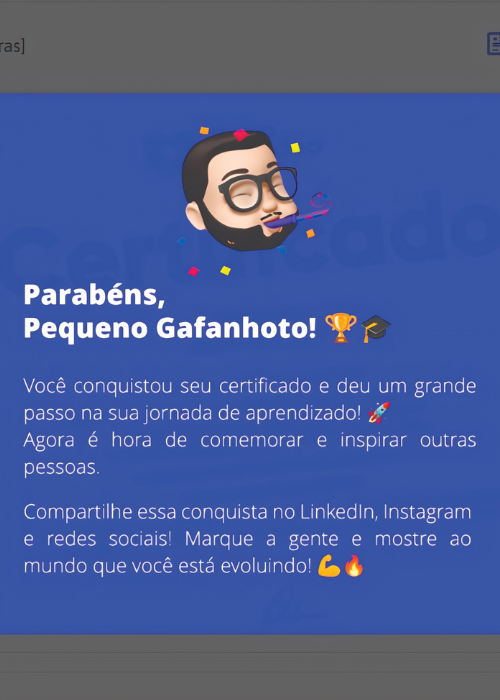 ras]
Certificado
Parabéns,
Pequeno Gafanhoto! 🏆🎓
Você conquistou seu certificado e deu um grande
passo na sua jornada de aprendizado! 🚀
Agora é hora de comemorar e inspirar outras
pessoas.
Compartilhe essa conquista no LinkedIn, Instagram
e redes sociais! Marque a gente e mostre ao
mundo que você está evoluindo! 💪🔥